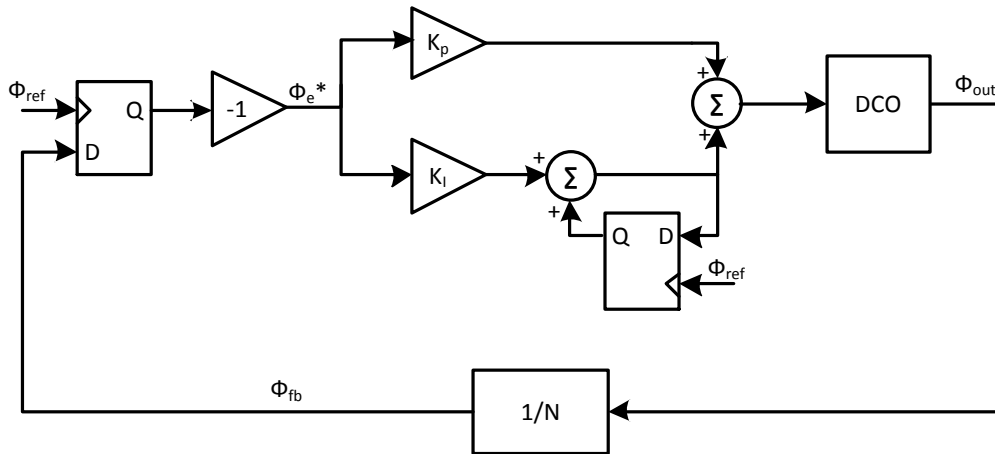 Φref
Q
D
-1
Φe*
Kp
KI
+
+
Σ
+
+
Σ
DCO
Φout
Q
D
Φref
Φfb
1/N